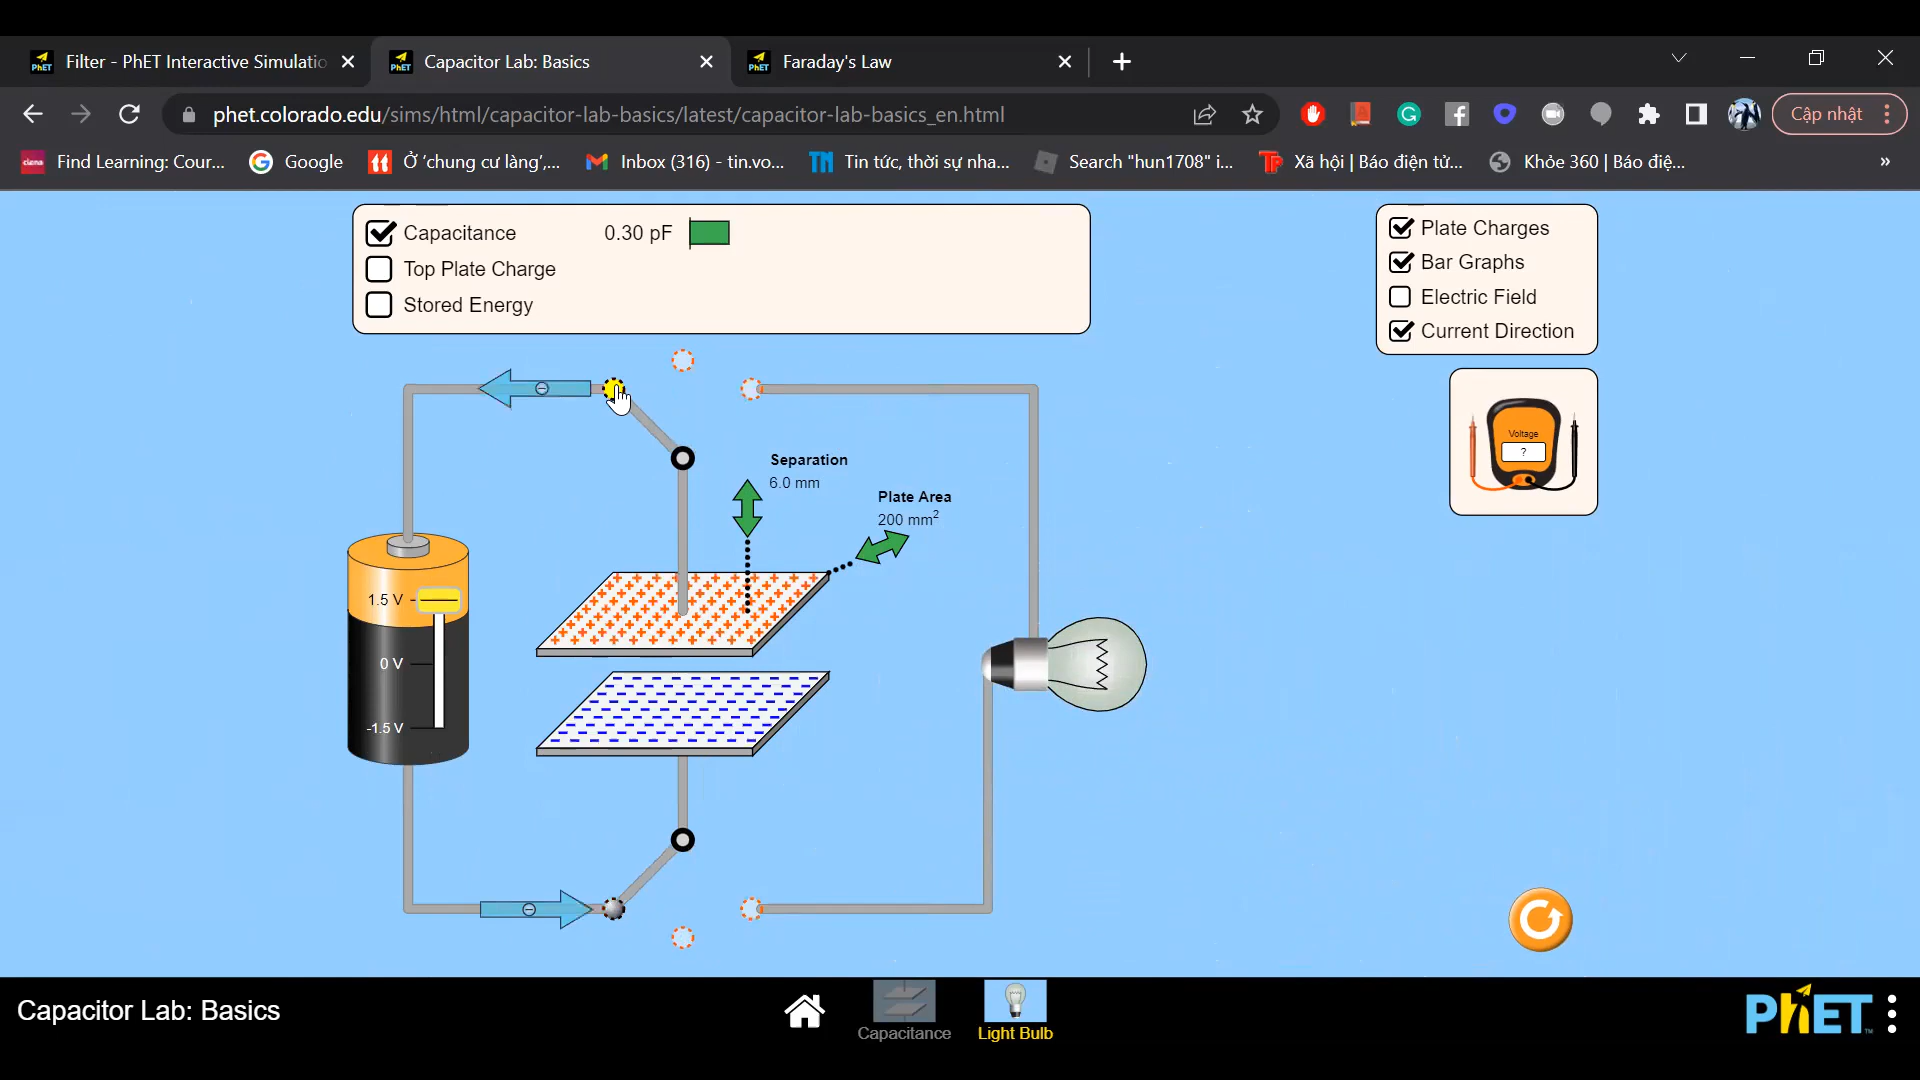 Filter - PhET Interactive Simulatio
Capacitor Lab: Basics
Faraday's Law
phet.colorado.edu/sims/html/capacitor-lab-basics/latest/capacitor-lab-basics_en.html
Cập nhật
Find Learning: Cour...
Google
Ở 'chung cư làng',...
Inbox (316) - tin.vo...
Tin tức, thời sự nha...
Search "hun1708" i...
Xã hội | Báo điện tử...
Khỏe 360 | Báo điệ...
»
Capacitance 0.30 pF
Top Plate Charge
Stored Energy
Plate Charges
Bar Graphs
Electric Field
Current Direction
Voltage
?
Separation
6.0 mm
Plate Area
200 mm²
1.5 V
0 V
-1.5 V
Capacitor Lab: Basics
Capacitance
Light Bulb
PhET